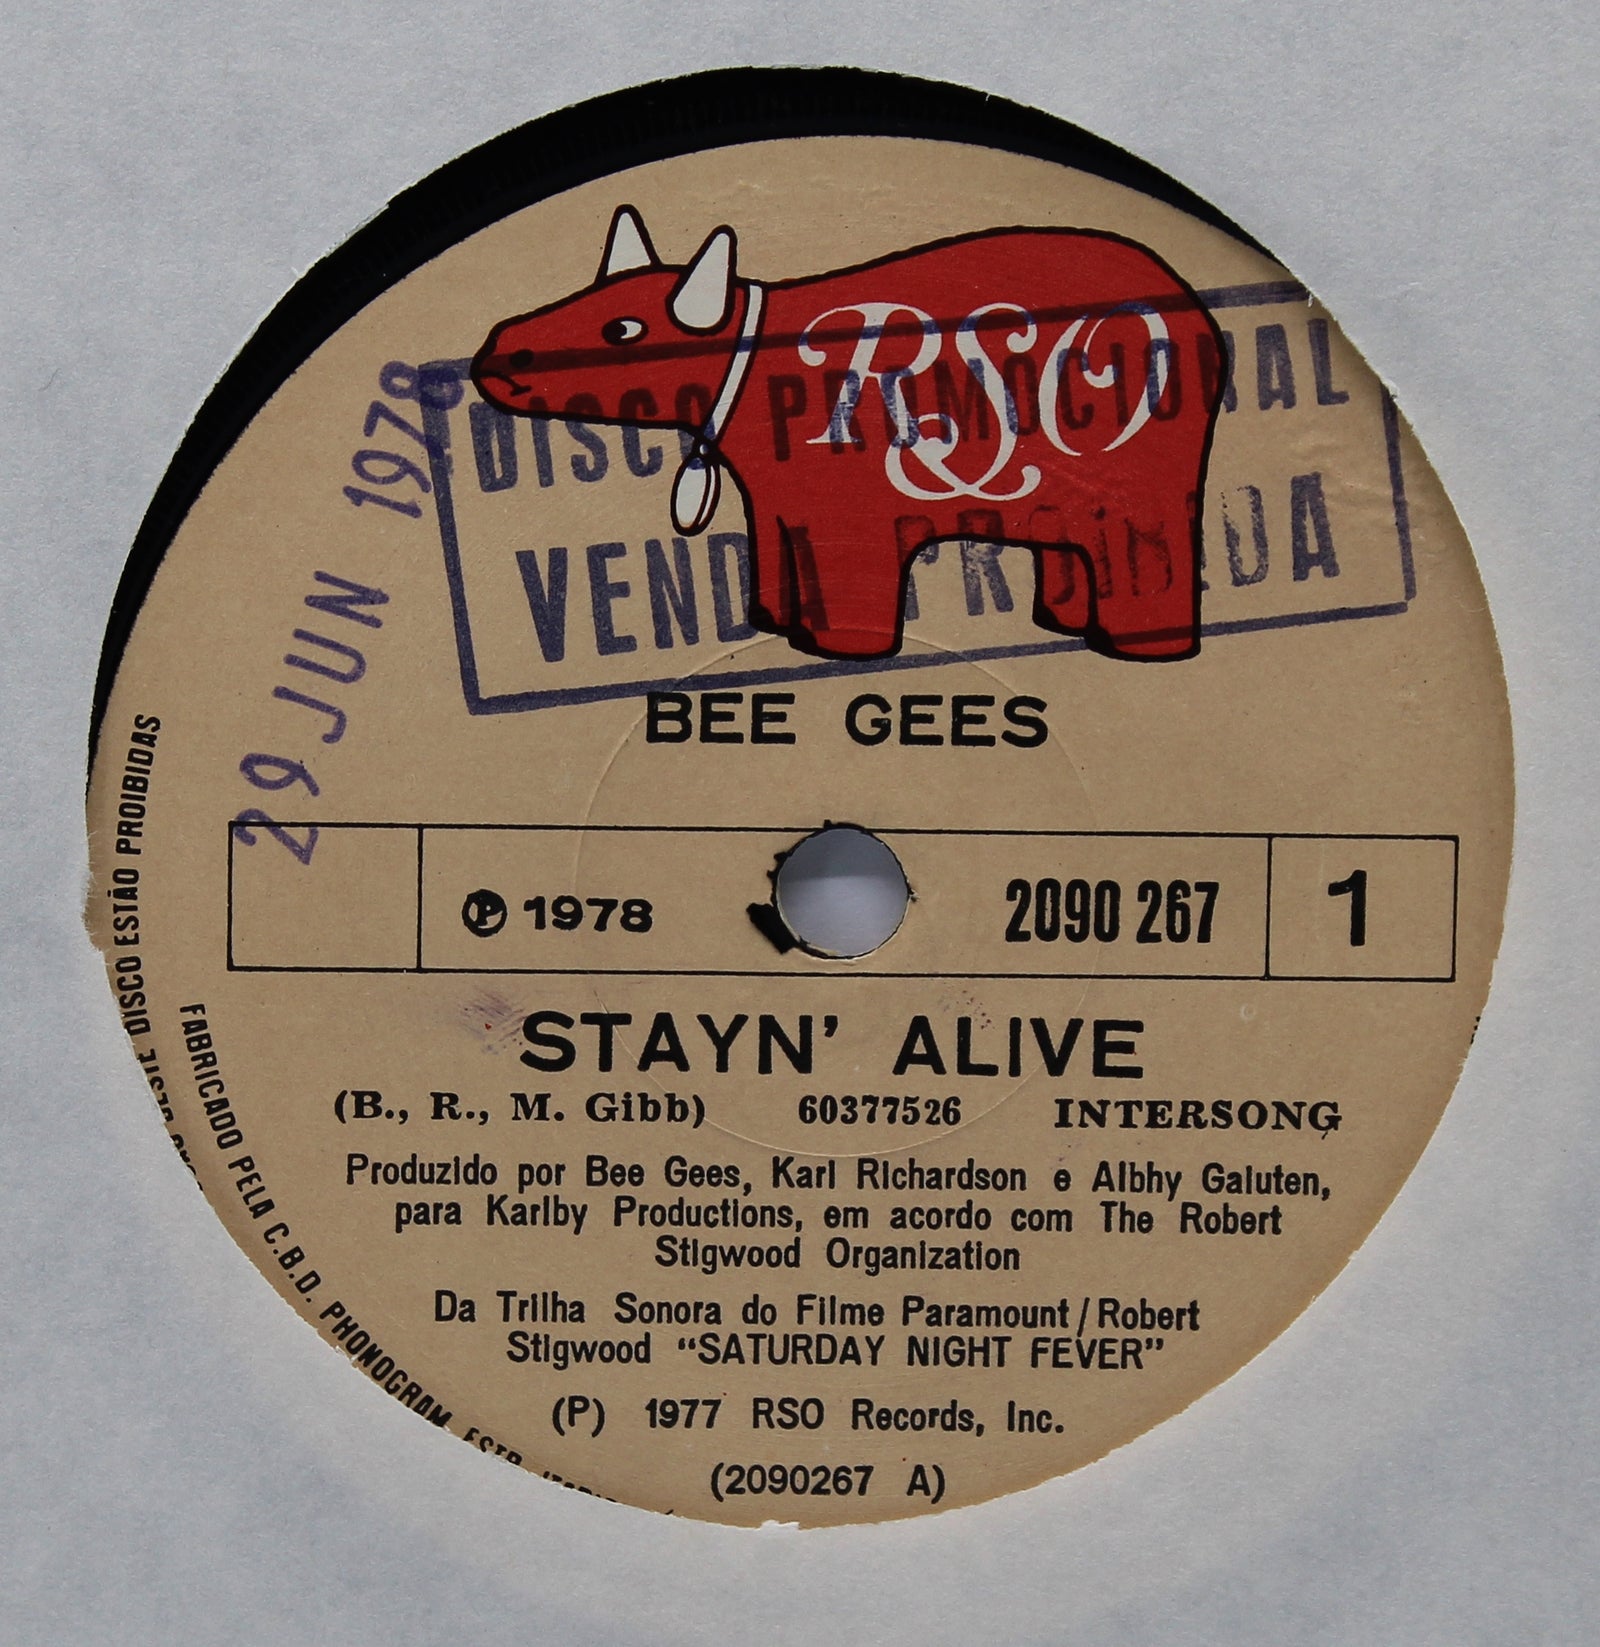 RSO
DISCO PROMOCIONAL
VENDA PROIBIDA
29 JUN 1978
BEE GEES
Ⓟ 1978
2090 267
1
STAYN' ALIVE
(B., R., M. Gibb) 60377526 INTERSONG
Produzido por Bee Gees, Karl Richardson e Albhy Galuten,
para Karlby Productions, em acordo com The Robert
Stigwood Organization
Da Trilha Sonora do Filme Paramount/Robert
Stigwood “SATURDAY NIGHT FEVER”
(P) 1977 RSO Records, Inc.
(2090267 A)
DESTE DISCO ESTÃO PROIBIDAS
FABRICADO PELA C.B.D. PHONOGRAM